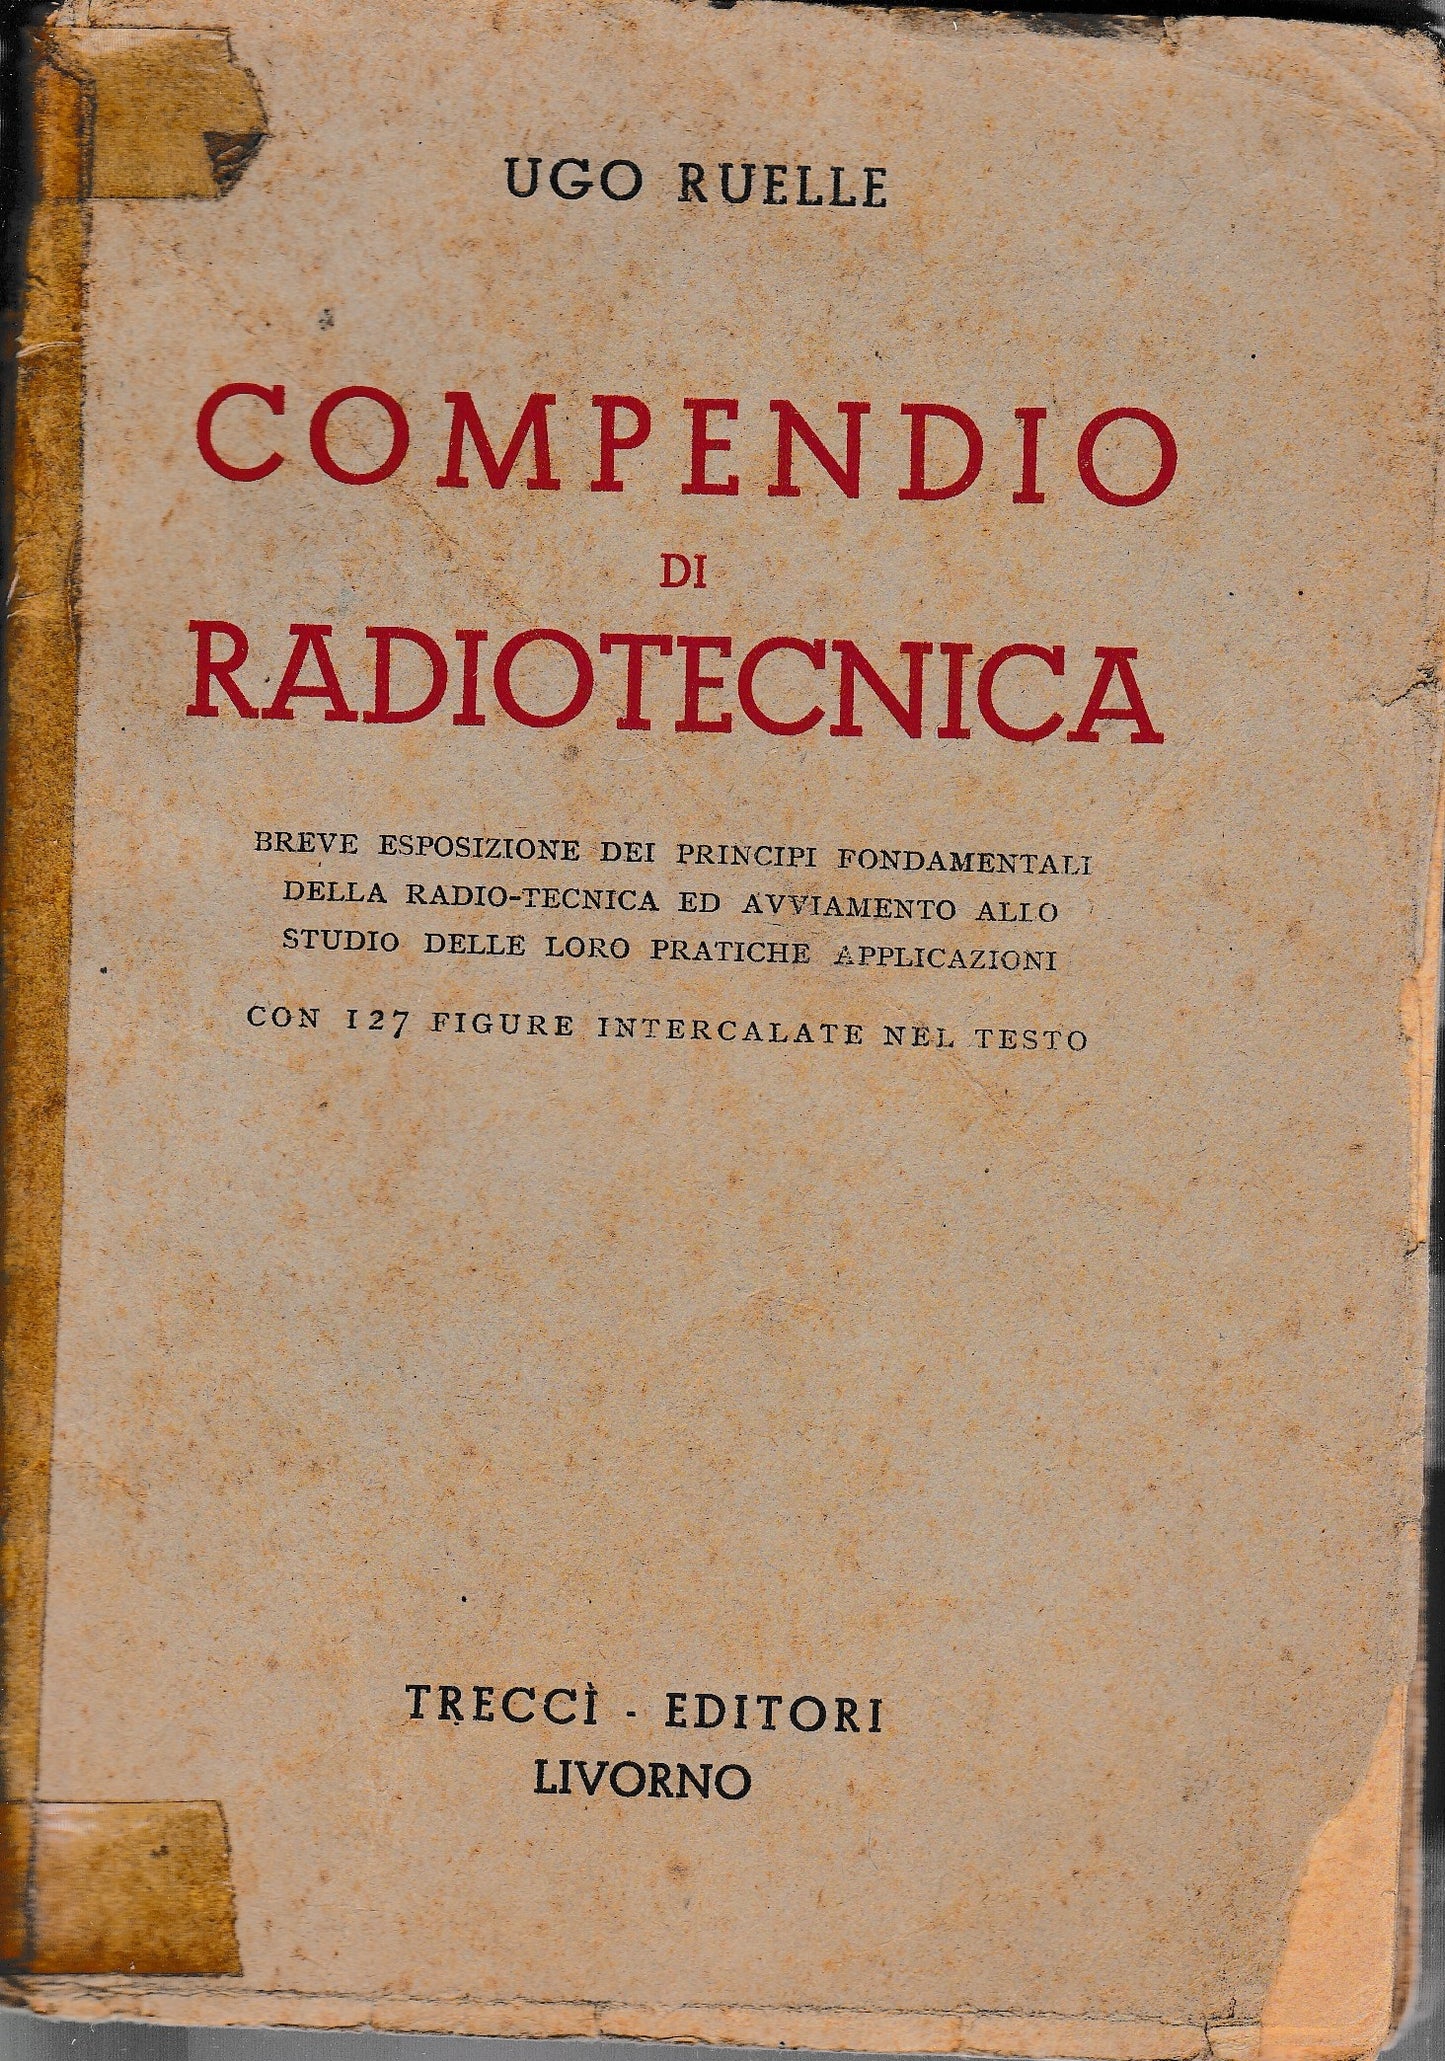 UGO RUELLE
COMPENDIO
DI
RADIOTECNICA
BREVE ESPOSIZIONE DEI PRINCIPI FONDAMENTALI
DELLA RADIO-TECNICA ED AVVIAMENTO ALLO
STUDIO DELLE LORO PRATICHE APPLICAZIONI
CON 127 FIGURE INTERCALATE NEL TESTO
TRECCÌ - EDITORI
LIVORNO